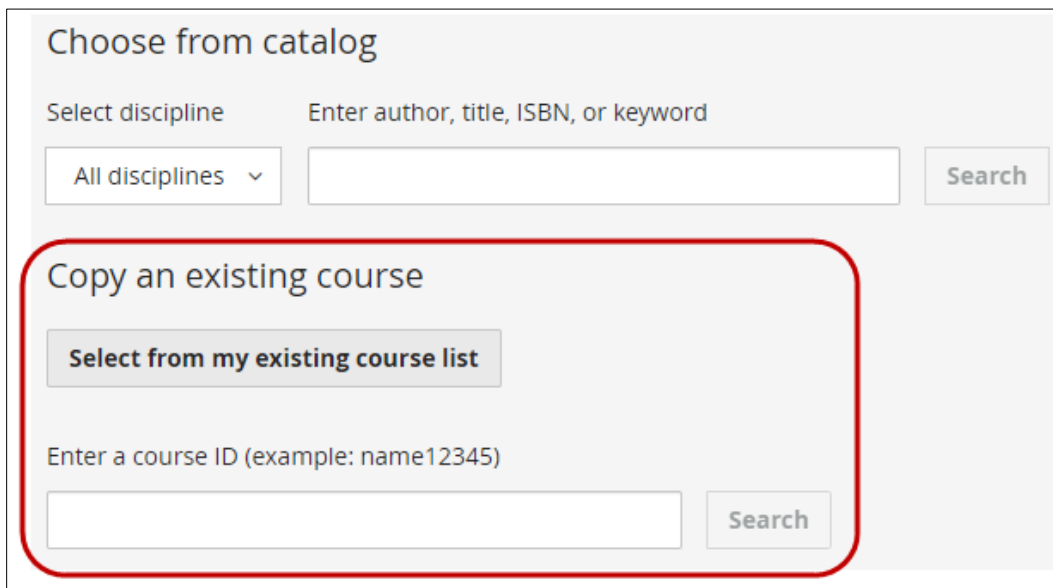 Choose from catalog
Select discipline Enter author, title, ISBN, or keyword
All disciplines Search
Copy an existing course
Select from my existing course list
Enter a course ID (example: name12345)
Search